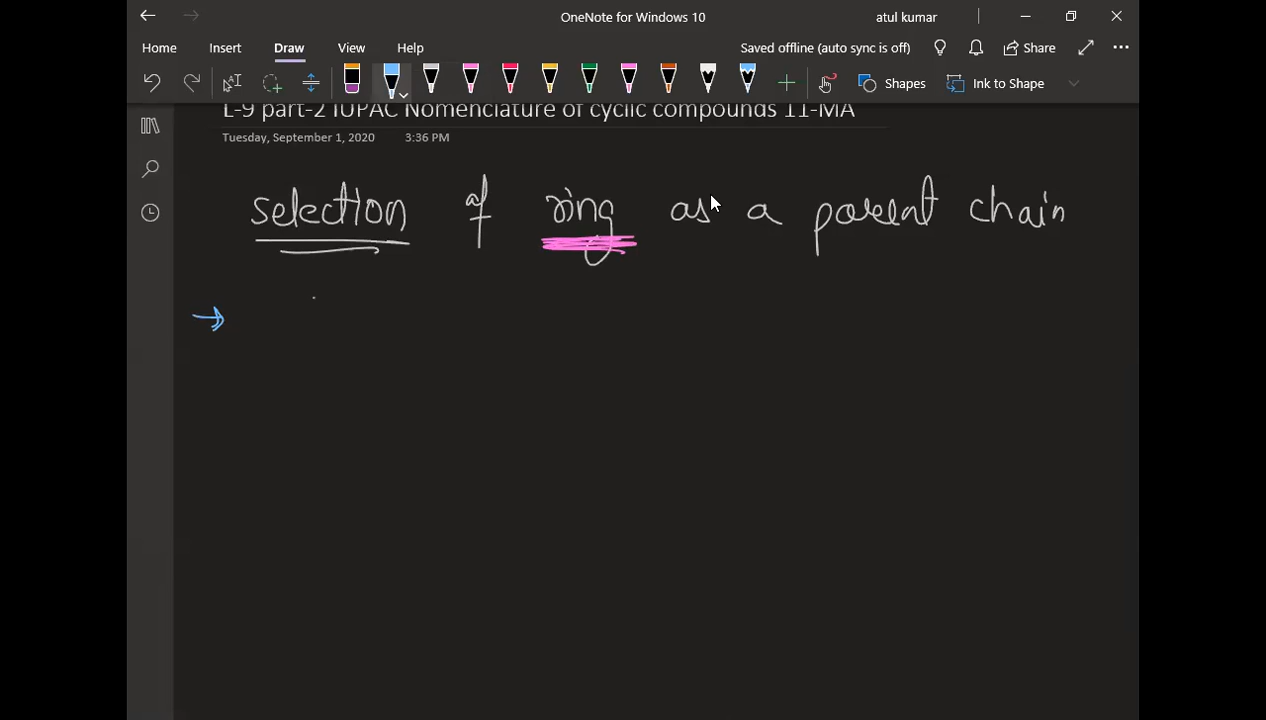 OneNote for Windows 10
atul kumar
Home Insert Draw View Help
Saved offline (auto sync is off)
Share
Shapes
Ink to Shape
L-9 part-2 IUPAC Nomenclature of cyclic compounds 11-MA
Tuesday, September 1, 2020 3:36 PM
selection of ring as a parent chain